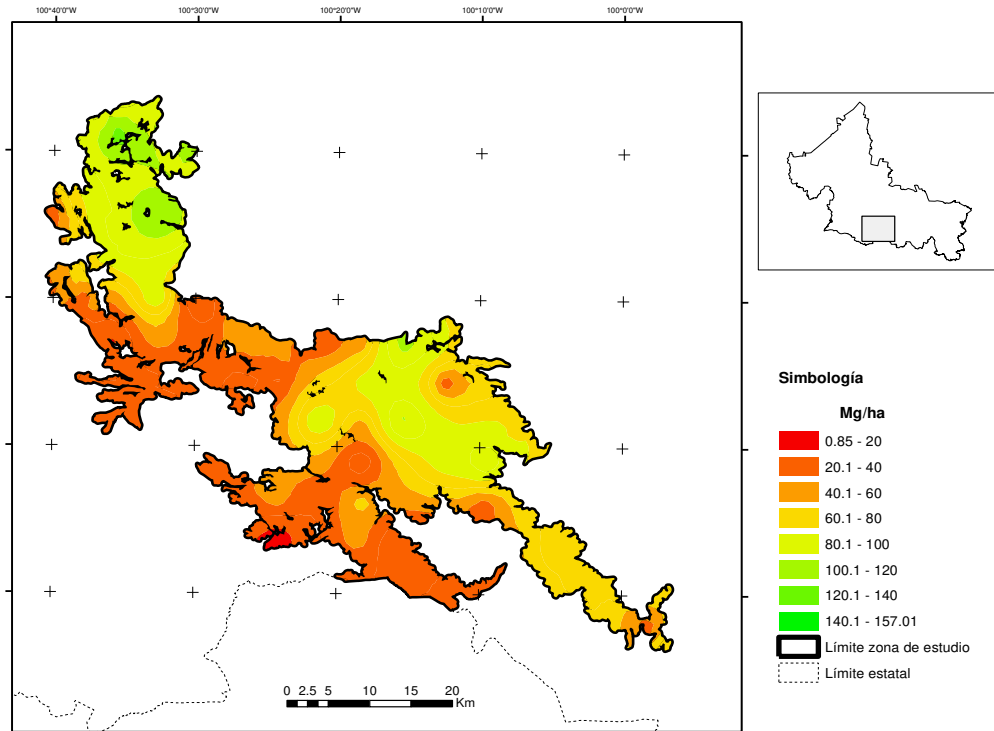 100°40'0"W 100°30'0"W 100°20'0"W 100°10'0"W 100°0'0"W
Simbología
Mg/ha
0.85 - 20
20.1 - 40
40.1 - 60
60.1 - 80
80.1 - 100
100.1 - 120
120.1 - 140
140.1 - 157.01
Límite zona de estudio
Límite estatal
0 2.5 5 10 15 20
Km